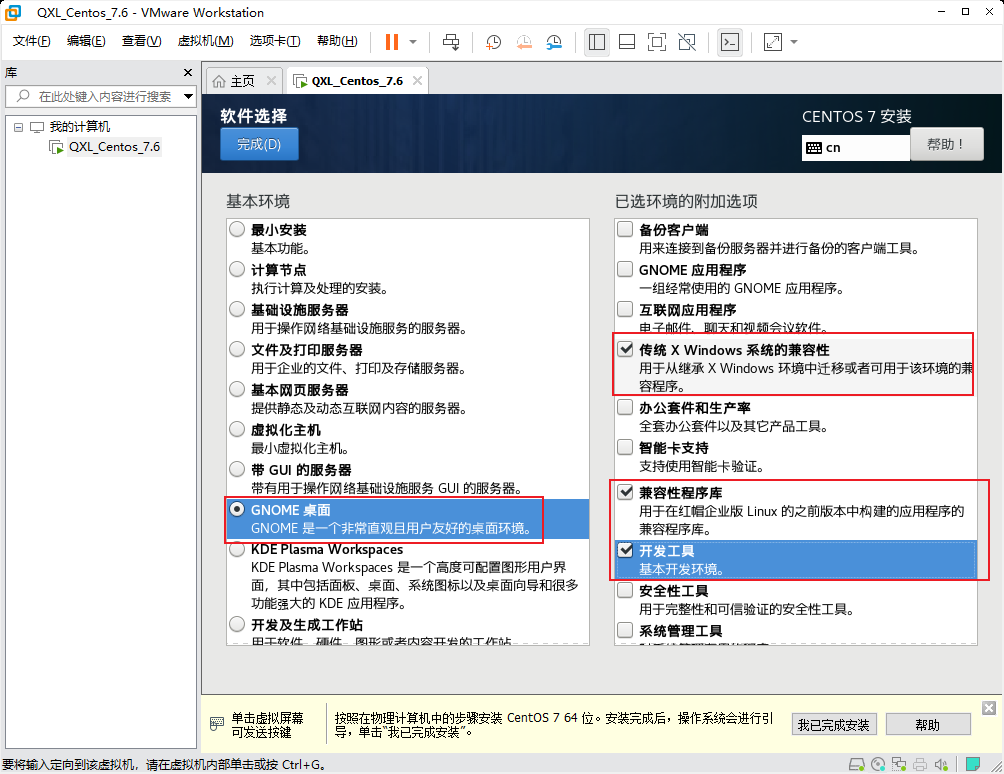 QXL_Centos_7.6 - VMware Workstation
文件(F) 编辑(E) 查看(V) 虚拟机(M) 选项卡(T) 帮助(H)
库
在此处键入内容进行搜索
我的计算机
QXL_Centos_7.6
主页 QXL_Centos_7.6
软件选择
完成(D)
CENTOS 7 安装
cn
帮助！
基本环境
最小安装
基本功能。
计算节点
执行计算及处理的安装。
基础设施服务器
用于操作网络基础设施服务的服务器。
文件及打印服务器
用于企业的文件、打印及存储服务器。
基本网页服务器
提供静态及动态互联网内容的服务器。
虚拟化主机
最小虚拟化主机。
带 GUI 的服务器
带有用于操作网络基础设施服务 GUI 的服务器。
GNOME 桌面
GNOME 是一个非常直观且用户友好的桌面环境。
KDE Plasma Workspaces
KDE Plasma Workspaces 是一个高度可配置图形用户界
面，其中包括面板、桌面、系统图标以及桌面向导和很多
功能强大的 KDE 应用程序。
开发及生成工作站
用于软件、硬件、图形或者内容开发的工作站
已选环境的附加选项
备份客户端
用来连接到备份服务器并进行备份的客户端工具。
GNOME 应用程序
一组经常使用的 GNOME 应用程序。
互联网应用程序
电子邮件、聊天和视频会议软件。
传统 X Windows 系统的兼容性
用于从继承 X Windows 环境中迁移或者可用于该环境的兼
容程序。
办公套件和生产率
全套办公套件以及其它产品工具。
智能卡支持
支持使用智能卡验证。
兼容性程序库
用于在红帽企业版 Linux 的之前版本中构建的应用程序的
兼容程序库。
开发工具
基本开发环境。
安全性工具
用于完整性和可信验证的安全性工具。
系统管理工具
单击虚拟屏幕
可发送按键
按照在物理计算机中的步骤安装 CentOS 7 64 位。安装完成后，操作系统会进行引
导，单击“我已完成安装”。
我已完成安装
帮助
要将输入定向到该虚拟机，请在虚拟机内部单击或按 Ctrl+G。